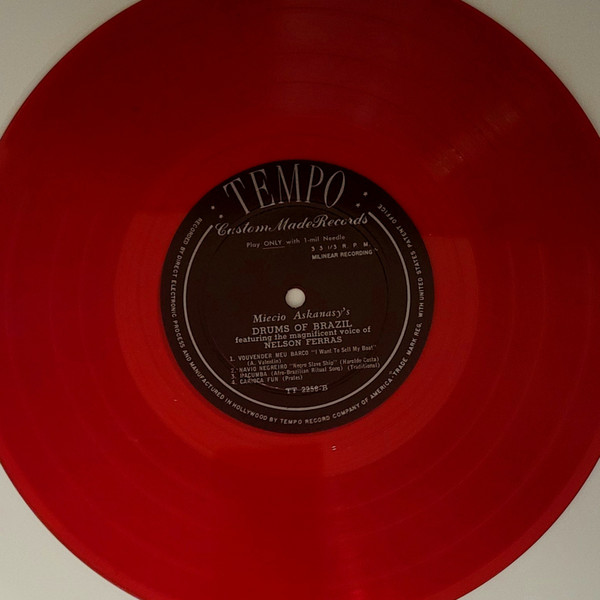 TEMPO
Custom Made Records
Play ONLY with 1-mil Needle
33 1/3 R. P. M.
MILINEAR RECORDING
Miecio Askanasy's
DRUMS OF BRAZIL
featuring the magnificent voice of
NELSON FERRAS
1. VOUVENDER MEU BARCO "I Want To Sell My Boat"
(A. Valentim)
2. NAVIO NEGREIRO "Negro Slave Ship" (Haroldo Costa)
3. IPACUMBA (Afro-Brazilian Ritual Song) (Traditional)
4. CARIOCA FUN (Prates)
TT 2256 B
RECORDED BY DIRECT ELECTRONIC PROCESS AND MANUFACTURED IN HOLLYWOOD BY TEMPO RECORD COMPANY OF AMERICA-TRADE MARK REG. WITH UNITED STATES PATENT OFFICE